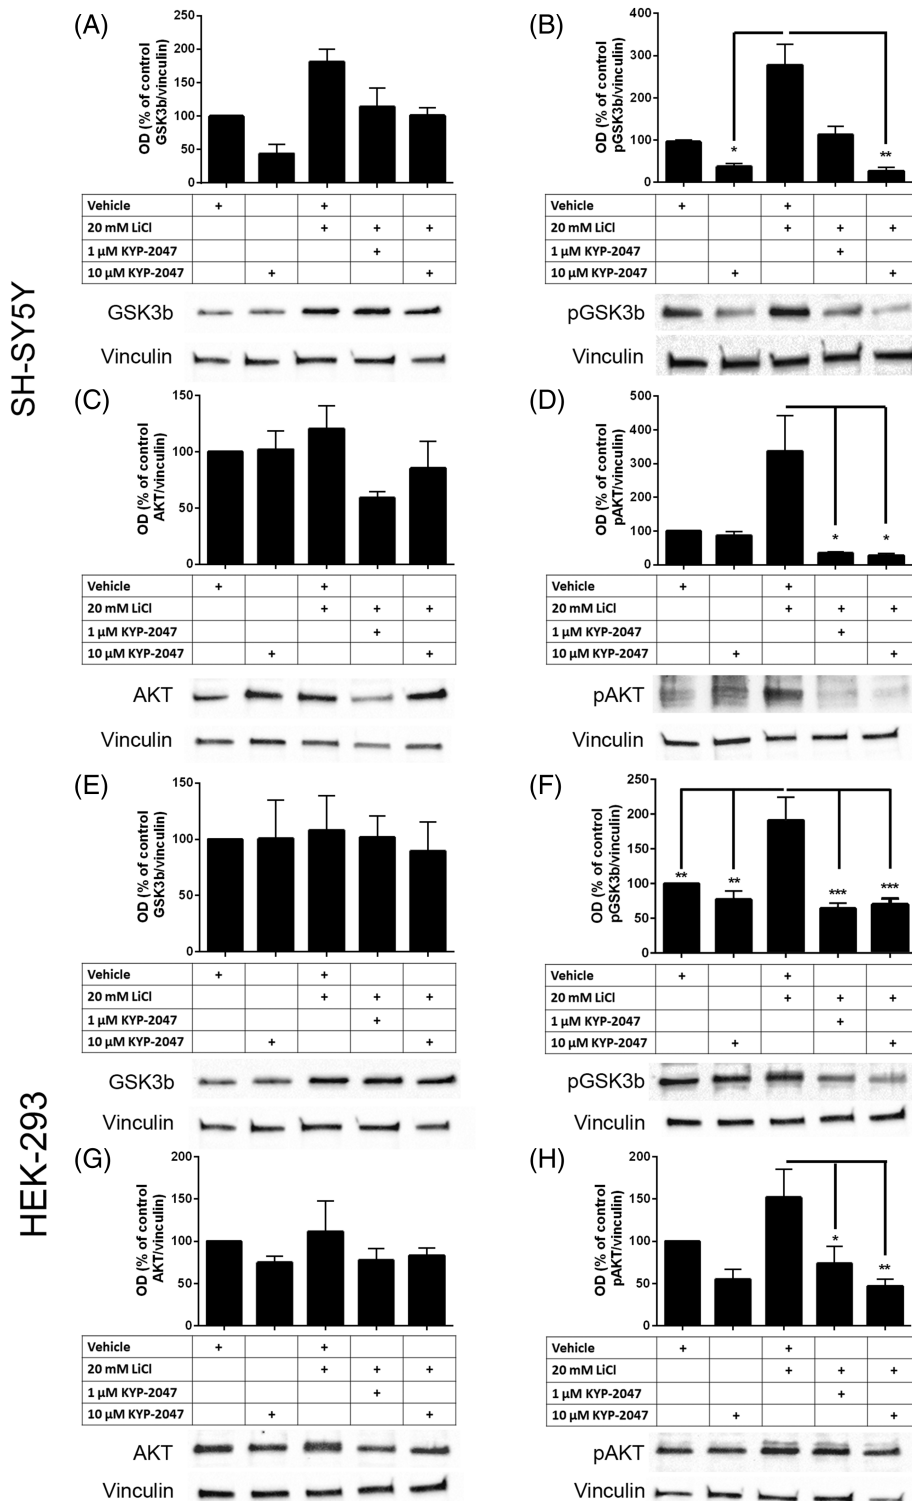 SH-SY5Y
(A)
OD (% of control
GSK3b/vinculin)
250
200
150
100
50
0
Vehicle + +
20 mM LiCl + + +
1 µM KYP-2047 +
10 µM KYP-2047 + +
GSK3b
Vinculin
(B)
OD (% of control
pGSK3b/vinculin)
400
300
200
100
0
* **
Vehicle + +
20 mM LiCl + + +
1 µM KYP-2047 +
10 µM KYP-2047 + +
pGSK3b
Vinculin
(C)
OD (% of control
AKT/vinculin)
150
100
50
0
Vehicle + +
20 mM LiCl + + +
1 µM KYP-2047 +
10 µM KYP-2047 + +
AKT
Vinculin
(D)
OD (% of control
pAKT/vinculin)
500
400
300
200
100
0
* *
Vehicle + +
20 mM LiCl + + +
1 µM KYP-2047 +
10 µM KYP-2047 + +
pAKT
Vinculin
HEK-293
(E)
OD (% of control
GSK3b/vinculin)
150
100
50
0
Vehicle + +
20 mM LiCl + + +
1 µM KYP-2047 +
10 µM KYP-2047 + +
GSK3b
Vinculin
(F)
OD (% of control
pGSK3b/vinculin)
250
200
150
100
50
0
** ** *** ***
Vehicle + +
20 mM LiCl + + +
1 µM KYP-2047 +
10 µM KYP-2047 + +
pGSK3b
Vinculin
(G)
OD (% of control
AKT/vinculin)
200
150
100
50
0
Vehicle + +
20 mM LiCl + + +
1 µM KYP-2047 +
10 µM KYP-2047 + +
AKT
Vinculin
(H)
OD (% of control
pAKT/vinculin)
200
150
100
50
0
* **
Vehicle + +
20 mM LiCl + + +
1 µM KYP-2047 +
10 µM KYP-2047 + +
pAKT
Vinculin